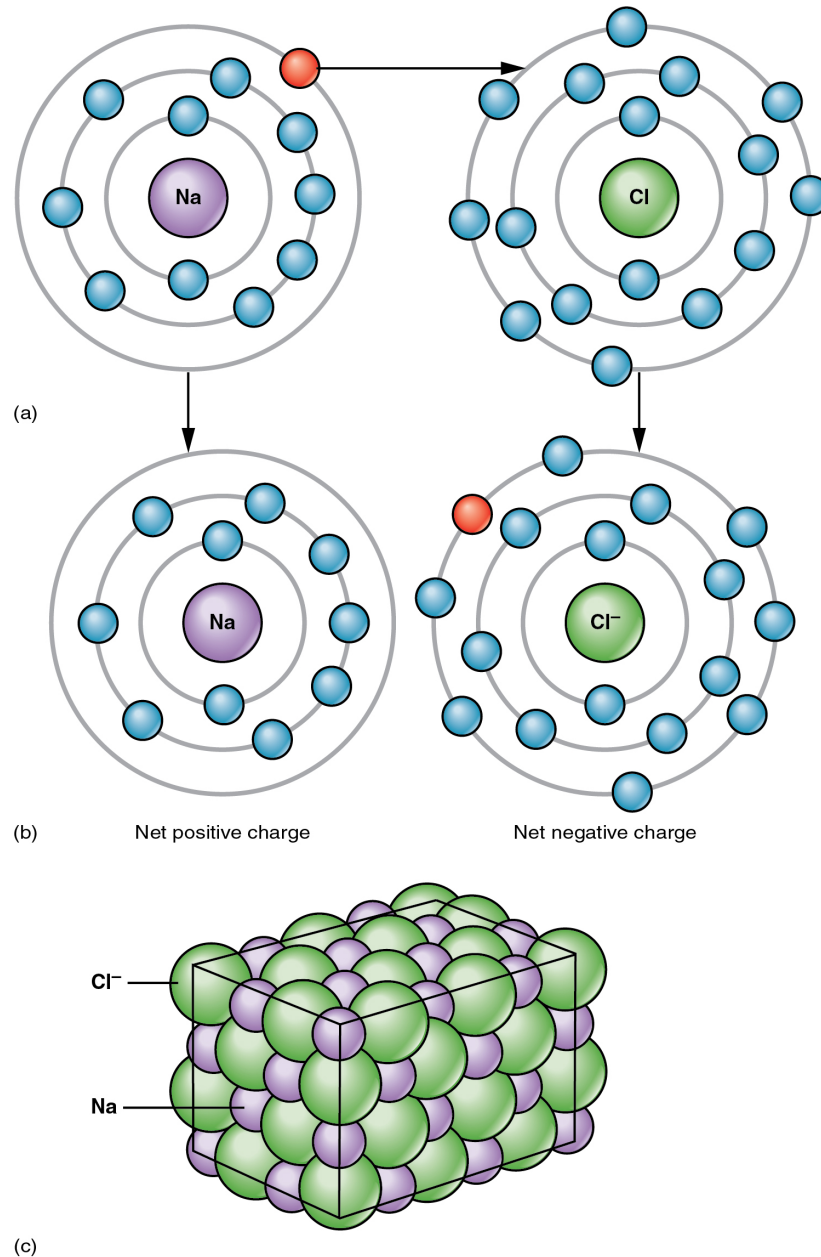 Na
Cl
(a)
Na
Cl⁻
(b)
Net positive charge
Net negative charge
Cl⁻
Na
(c)